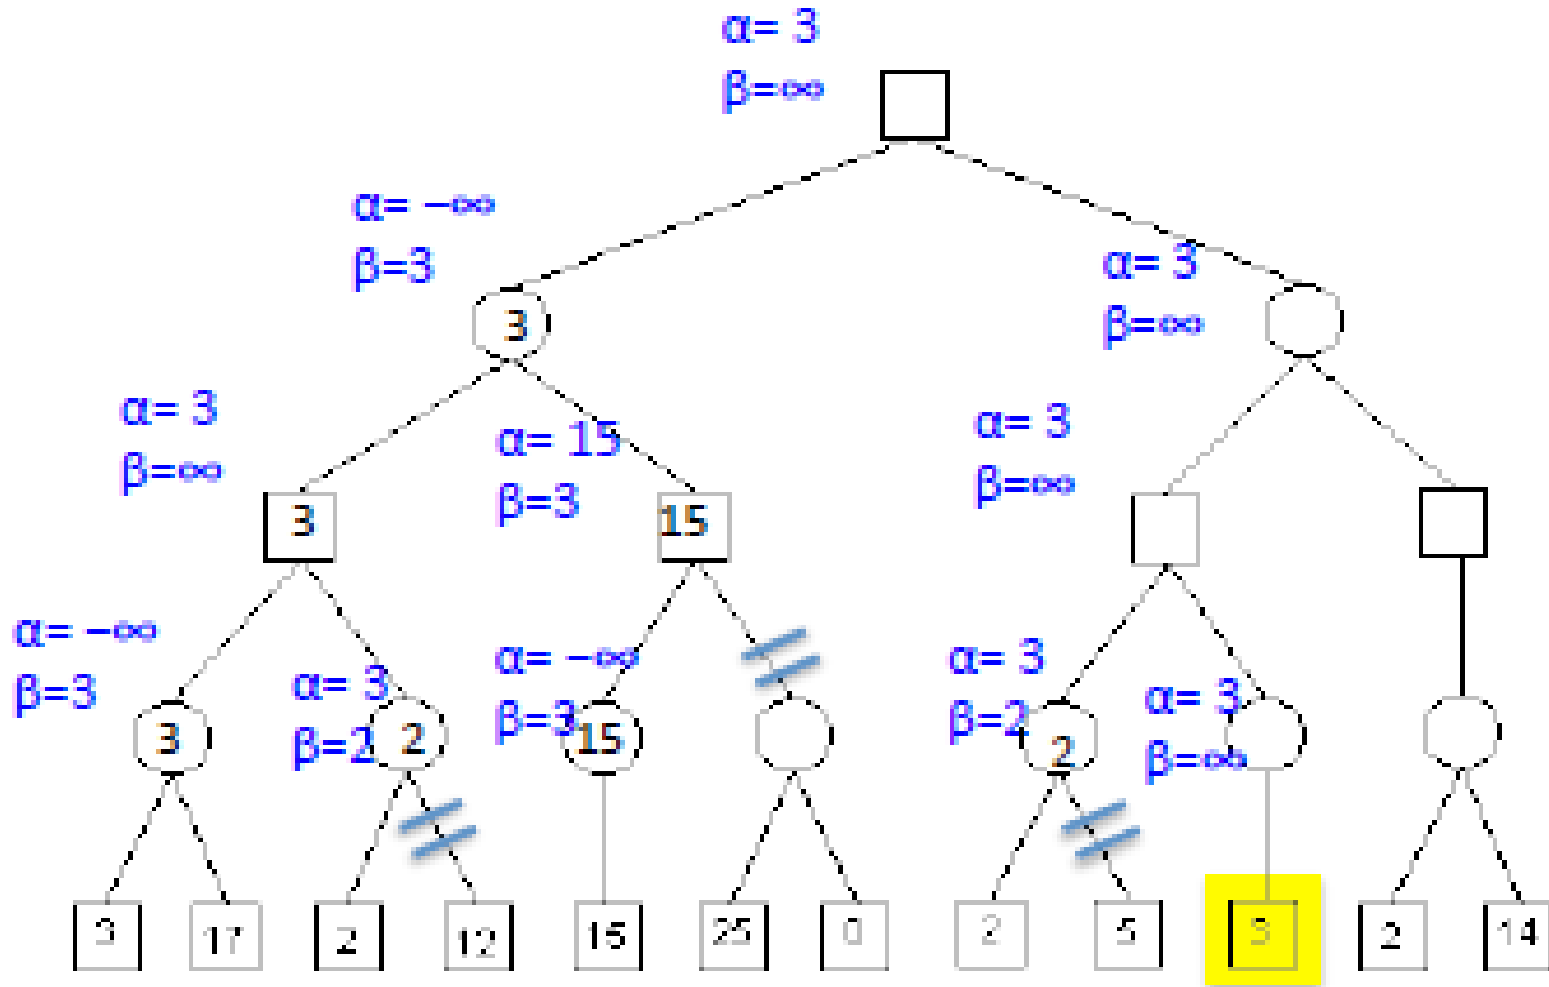 α= 3
β=∞
α= −∞
β=3
α= 3
β=∞
3
α= 3
β=∞
α= 15
β=3
α= 3
β=∞
3
15
α= −∞
β=3
α= 3
β=2
α= −∞
β=3
α= 3
β=2
α= 3
β=∞
3
2
15
2
3 17 2 12 15 25 0 2 5 3 2 14